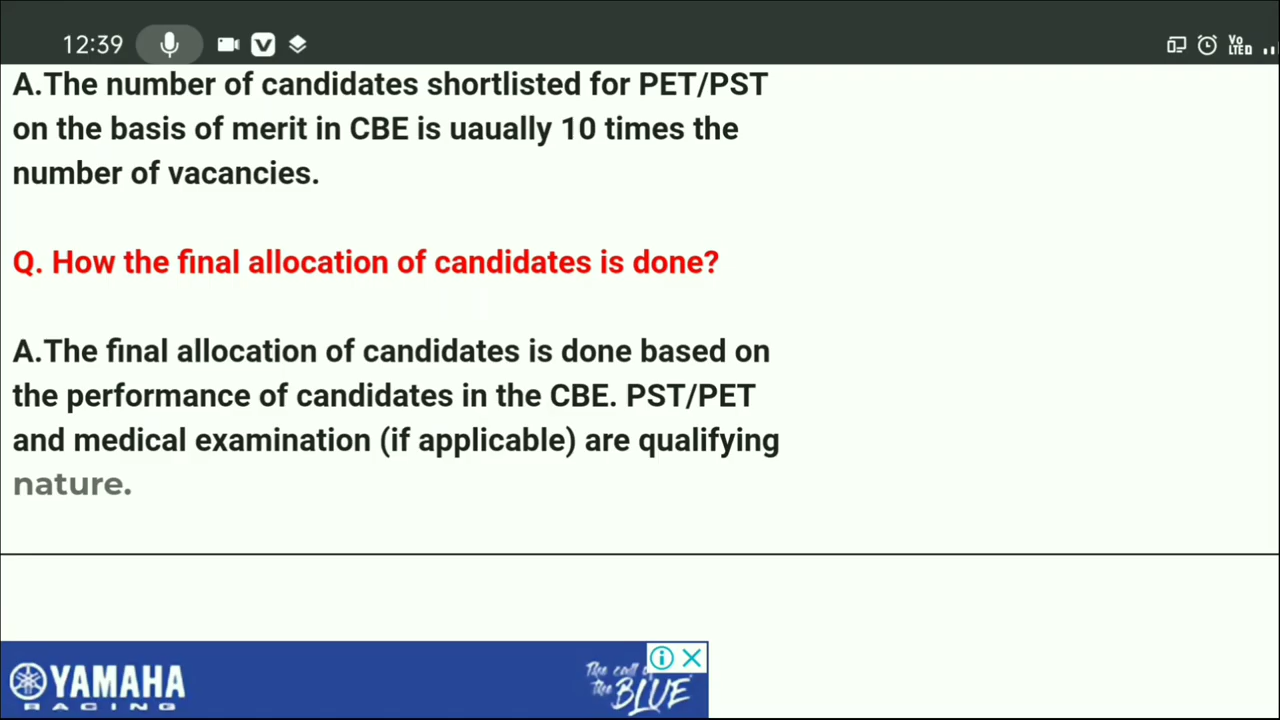 12:39
Vo
LTED
A.The number of candidates shortlisted for PET/PST
on the basis of merit in CBE is uaually 10 times the
number of vacancies.
Q. How the final allocation of candidates is done?
A.The final allocation of candidates is done based on
the performance of candidates in the CBE. PST/PET
and medical examination (if applicable) are qualifying
nature.
YAMAHA
RACING
The call
the BLUE